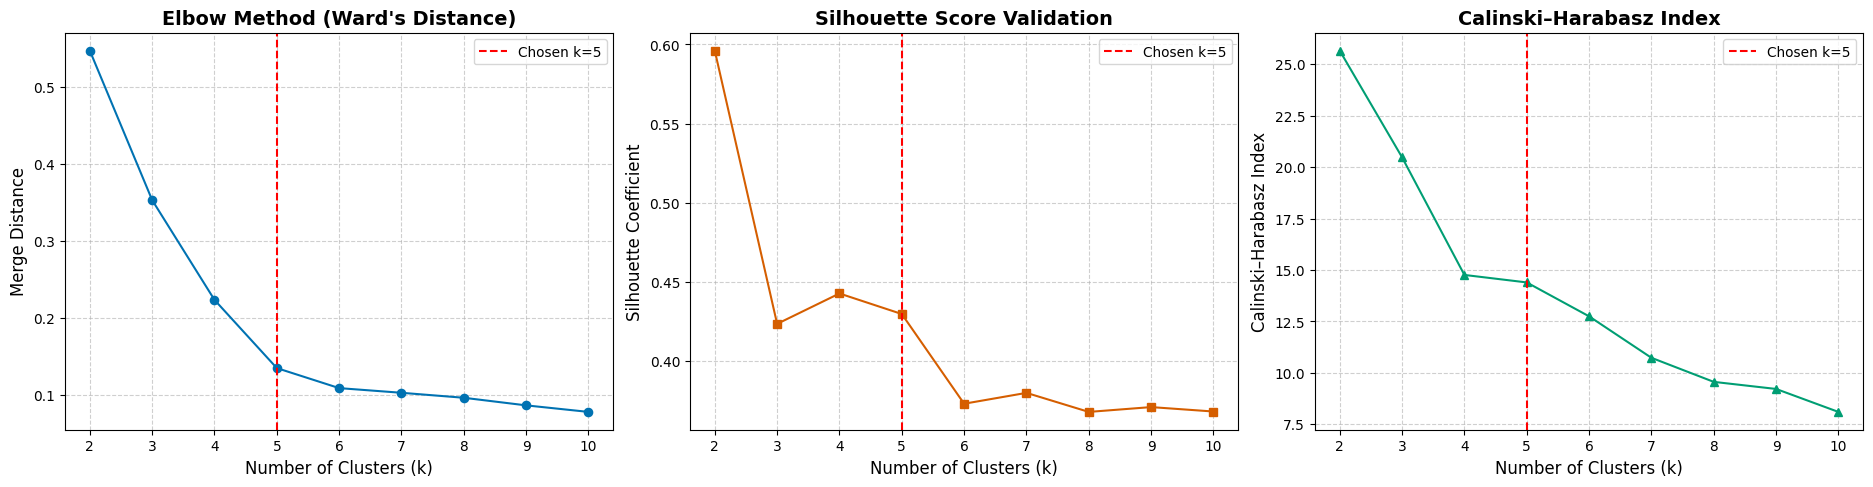 Elbow Method (Ward's Distance)
Merge Distance
0.5
0.4
0.3
0.2
0.1
Chosen k=5
2 3 4 5 6 7 8 9 10
Number of Clusters (k)
Silhouette Score Validation
Silhouette Coefficient
0.60
0.55
0.50
0.45
0.40
Chosen k=5
2 3 4 5 6 7 8 9 10
Number of Clusters (k)
Calinski–Harabasz Index
Calinski–Harabasz Index
25.0
22.5
20.0
17.5
15.0
12.5
10.0
7.5
Chosen k=5
2 3 4 5 6 7 8 9 10
Number of Clusters (k)